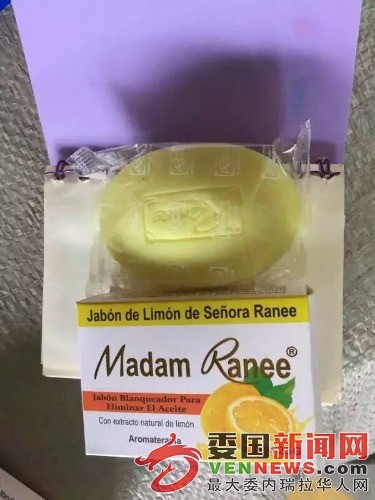 Jabón de Limón de Señora Ranee
Madam Ranee®
Jabón Blanqueador Para
Eliminar El Aceite
Con extracto natural de limón
Aromaterapia
委国新闻网
VENNEWS.com
最大委内瑞拉华人网